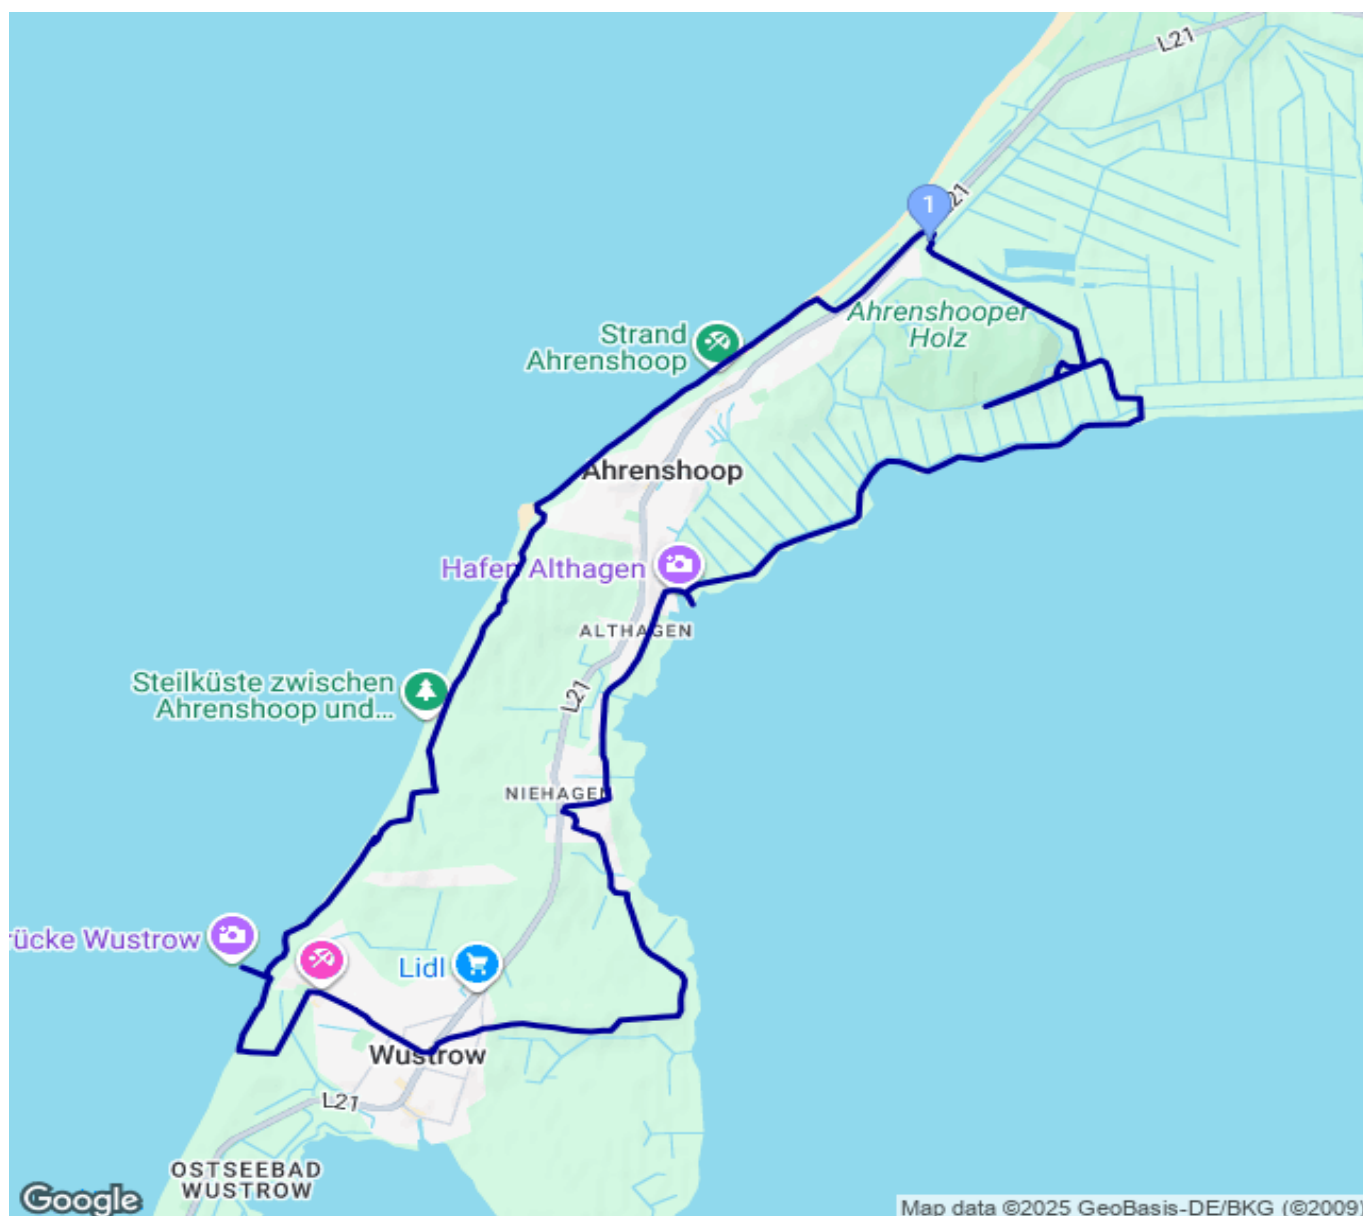 L21
1
L21
Ahrenshooper
Holz
Strand
Ahrenshoop
Ahrenshoop
Hafen Althagen
ALTHAGEN
Steilküste zwischen
Ahrenshoop und...
L21
NIEHAGEN
rücke Wustrow
Lidl
Wustrow
L21
OSTSEEBAD
WUSTROW
Google
Map data ©2025 GeoBasis-DE/BKG (©2009)